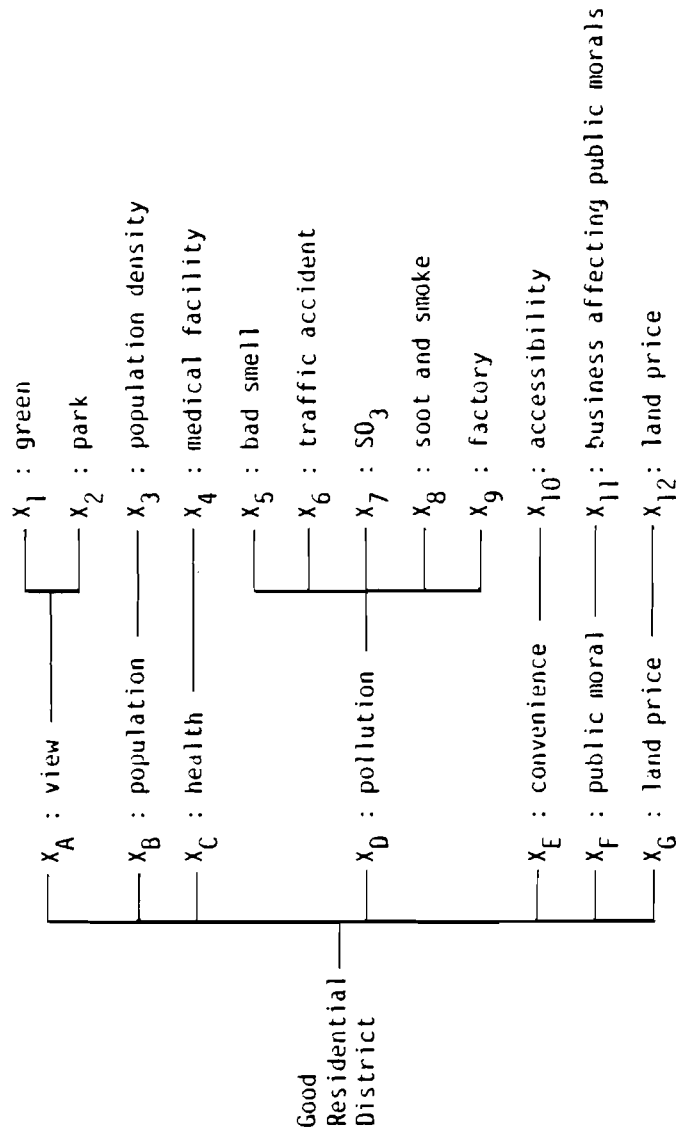 Good
Residential
District
X_A : view
X_B : population
X_C : health
X_D : pollution
X_E : convenience
X_F : public moral
X_G : land price
X_1 : green
X_2 : park
X_3 : population density
X_4 : medical facility
X_5 : bad smell
X_6 : traffic accident
X_7 : SO_3
X_8 : soot and smoke
X_9 : factory
X_10: accessibility
X_11: business affecting public morals
X_12: land price